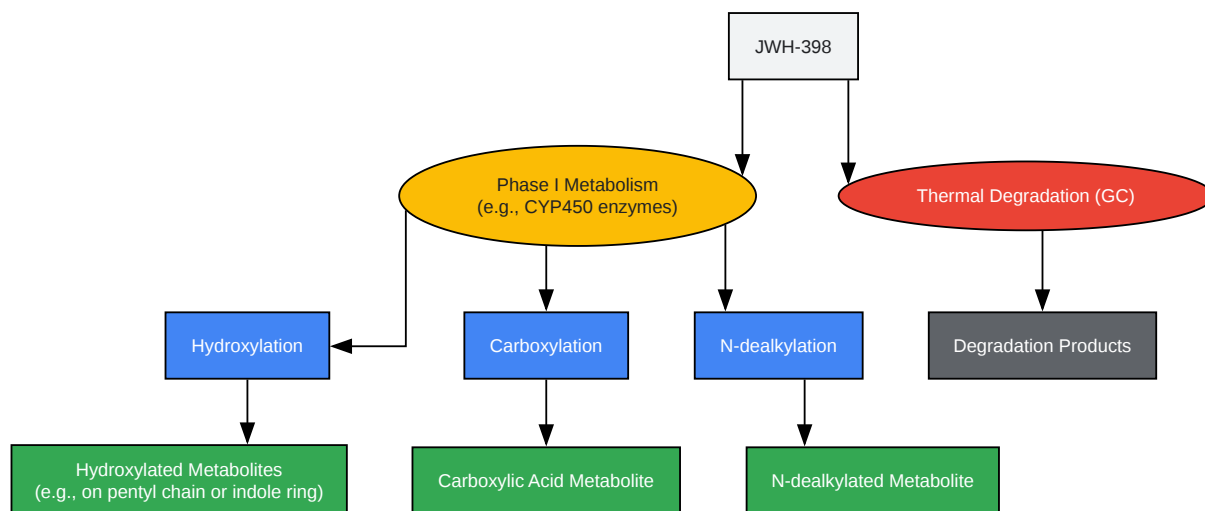 JWH-398
Phase I Metabolism
(e.g., CYP450 enzymes)
Thermal Degradation (GC)
Hydroxylation
Carboxylation
N-dealkylation
Degradation Products
Hydroxylated Metabolites
(e.g., on pentyl chain or indole ring)
Carboxylic Acid Metabolite
N-dealkylated Metabolite